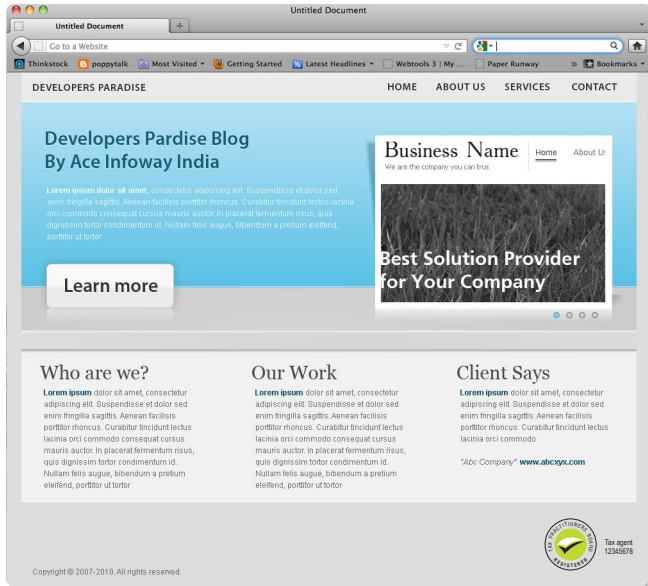 Untitled Document
Untitled Document
Go to a Website
Thinkstock poppytalk Most Visited Getting Started Latest Headlines Webtools 3 | My ... Paper Runway » Bookmarks
DEVELOPERS PARADISE HOME ABOUT US SERVICES CONTACT
Developers Pardise Blog
By Ace Infoway India
Lorem ipsum dolor sit amet, consectetur adipiscing elit. Suspendisse et dolor sed
enim fringilla sagittis. Aenean facilisis porttitor rhoncus. Curabitur tincidunt lectus lacinia
orci commodo consequat cursus mauris auctor. In placerat fermentum risus, quis
dignissim tortor condimentum id. Nullam felis augue, bibendum a pretium eleifend,
porttitor ut tortor
Learn more
Business Name Home About Us
We are the company you can trus
Best Solution Provider
for Your Company
Who are we?
Lorem ipsum dolor sit amet, consectetur
adipiscing elit. Suspendisse et dolor sed
enim fringilla sagittis. Aenean facilisis
porttitor rhoncus. Curabitur tincidunt lectus
lacinia orci commodo consequat cursus
mauris auctor. In placerat fermentum risus,
quis dignissim tortor condimentum id.
Nullam felis augue, bibendum a pretium
eleifend, porttitor ut tortor
Our Work
Lorem ipsum dolor sit amet, consectetur
adipiscing elit. Suspendisse et dolor sed
enim fringilla sagittis. Aenean facilisis
porttitor rhoncus. Curabitur tincidunt lectus
lacinia orci commodo consequat cursus
mauris auctor. In placerat fermentum risus,
quis dignissim tortor condimentum id.
Nullam felis augue, bibendum a pretium
eleifend, porttitor ut tortor
Client Says
Lorem ipsum dolor sit amet, consectetur
adipiscing elit. Suspendisse et dolor sed
enim fringilla sagittis. Aenean facilisis
porttitor rhoncus. Curabitur tincidunt lectus
lacinia orci commodo
"Abc Company" www.abcxyx.com
TAX PRACTITIONERS BOARD
REGISTERED
Tax agent
12345678
Copyright © 2007-2010. All rights reserved.